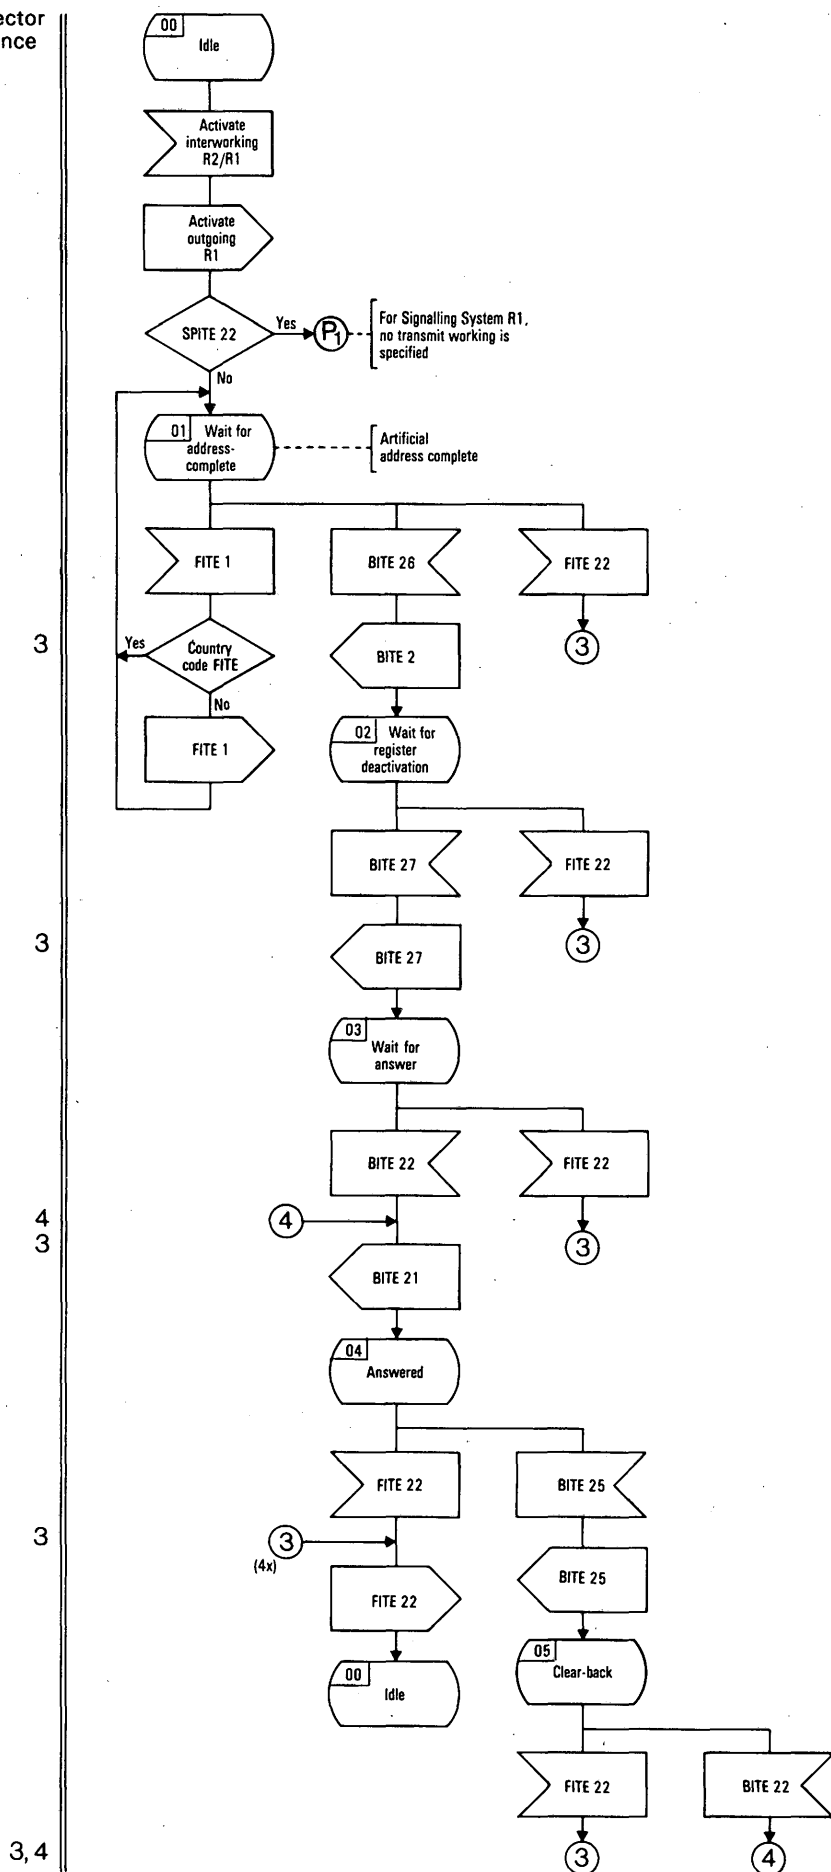 ector
nce
00
Idle
Activate
interworking
R2/R1
Activate
outgoing
R1
SPITE 22
Yes
P1
For Signalling System R1,
no transmit working is
specified
No
01 Wait for
address-
complete
Artificial
address complete
FITE 1
BITE 26
FITE 22
3
Yes
Country
code FITE
BITE 2
3
No
FITE 1
02 Wait for
register
deactivation
BITE 27
FITE 22
3
BITE 27
3
03
Wait for
answer
BITE 22
FITE 22
4
3
4
3
BITE 21
04
Answered
FITE 22
BITE 25
3
3
(4x)
FITE 22
BITE 25
00
Idle
05
Clear-back
FITE 22
BITE 22
3,4
3
4